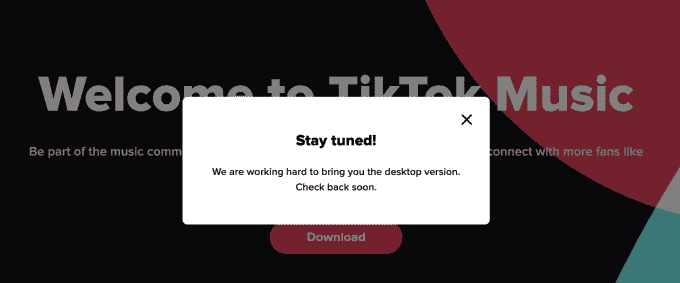 Welcome to TikTok Music
Be part of the music comm
connect with more fans like
Stay tuned!
We are working hard to bring you the desktop version.
Check back soon.
Download